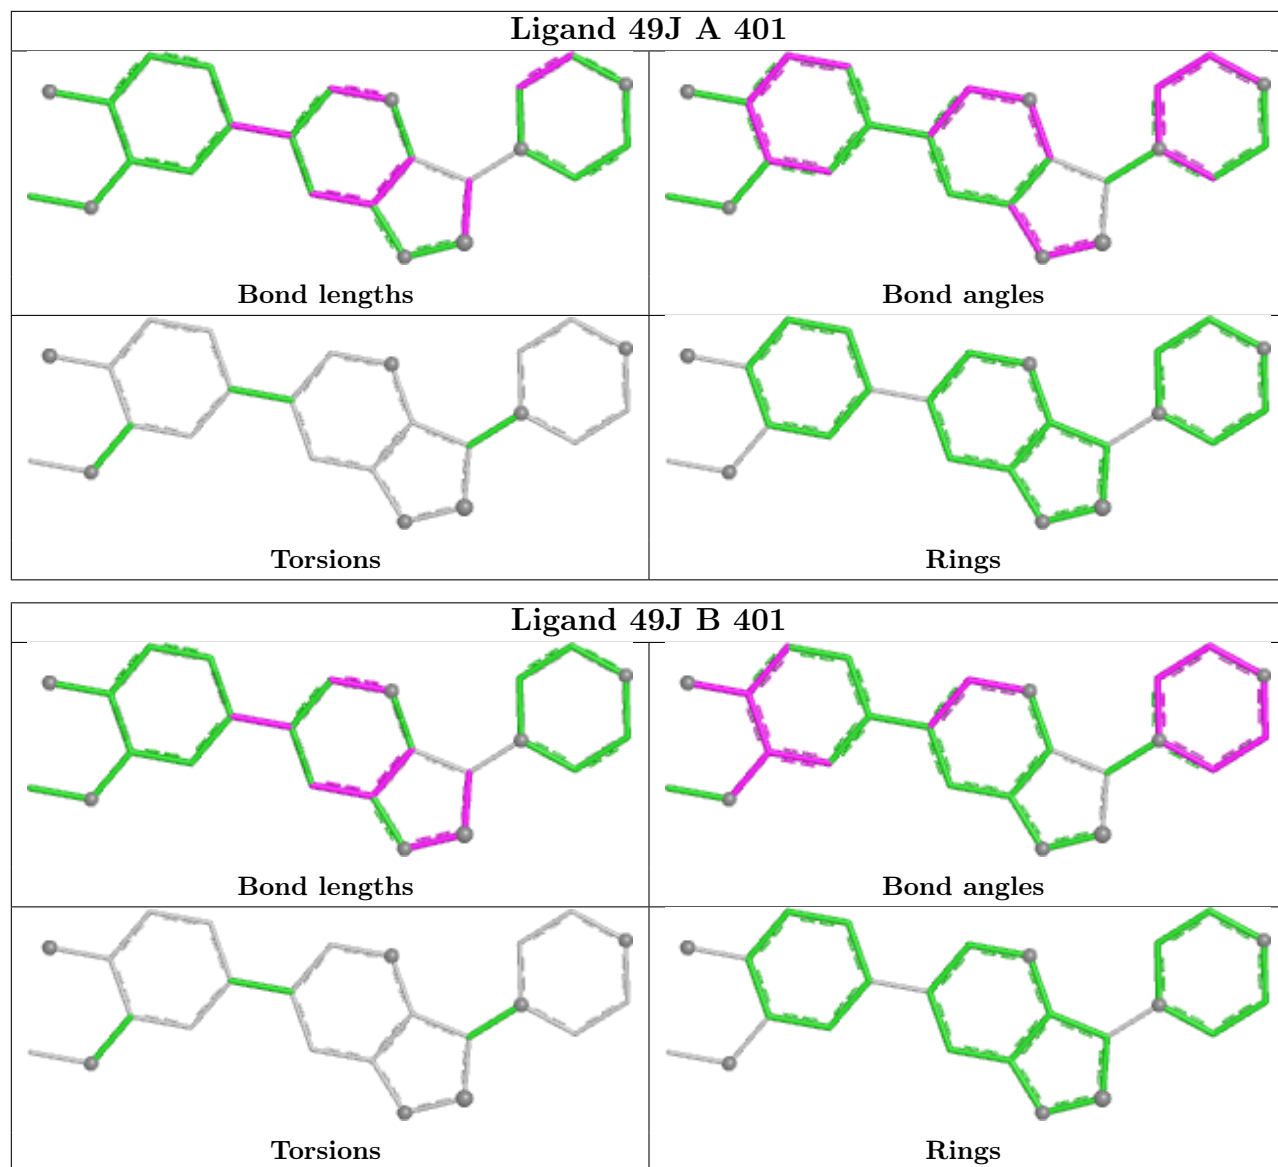 Ligand 49J A 401
Bond lengths
Bond angles
Torsions
Rings
Ligand 49J B 401
Bond lengths
Bond angles
Torsions
Rings